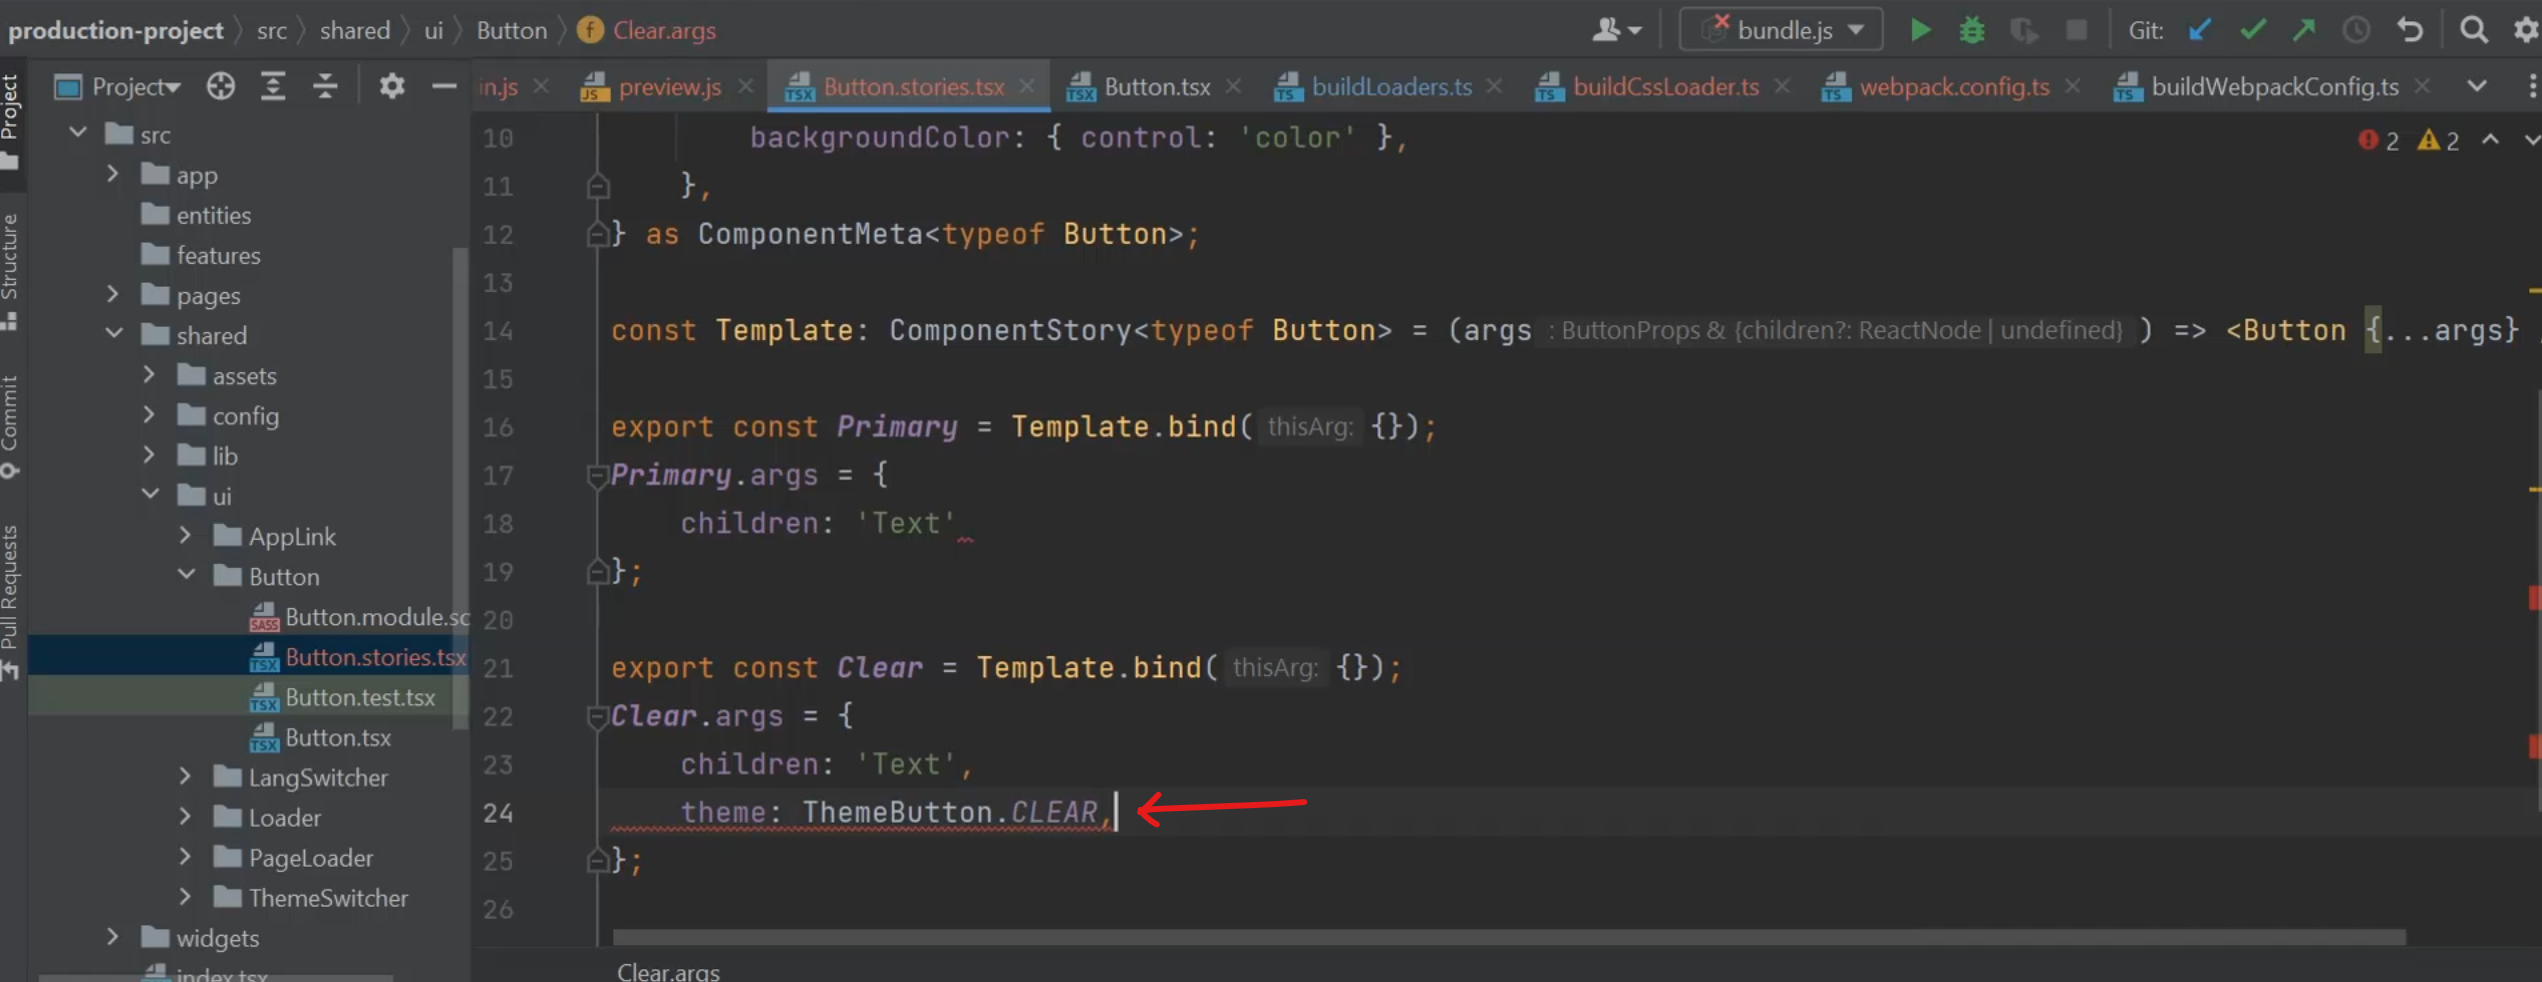 production-project 〉 src 〉 shared 〉 ui 〉 Button 〉 f Clear.args
bundle.js
Git:
Project
in.js
preview.js
Button.stories.tsx
Button.tsx
buildLoaders.ts
buildCssLoader.ts
webpack.config.ts
buildWebpackConfig.ts
Project
Structure
Commit
Pull Requests
src
app
entities
features
pages
shared
assets
config
lib
ui
AppLink
Button
Button.module.sc
Button.stories.tsx
Button.test.tsx
Button.tsx
LangSwitcher
Loader
PageLoader
ThemeSwitcher
widgets
index.tsx
2 2
10 backgroundColor: { control: 'color' },
11 },
12 } as ComponentMeta<typeof Button>;
13
14 const Template: ComponentStory<typeof Button> = (args : ButtonProps & {children?: ReactNode | undefined} ) => <Button {...args}
15
16 export const Primary = Template.bind( thisArg: {});
17 Primary.args = {
18 children: 'Text'
19 };
20
21 export const Clear = Template.bind( thisArg: {});
22 Clear.args = {
23 children: 'Text',
24 theme: ThemeButton.CLEAR,
25 };
26
Clear.args